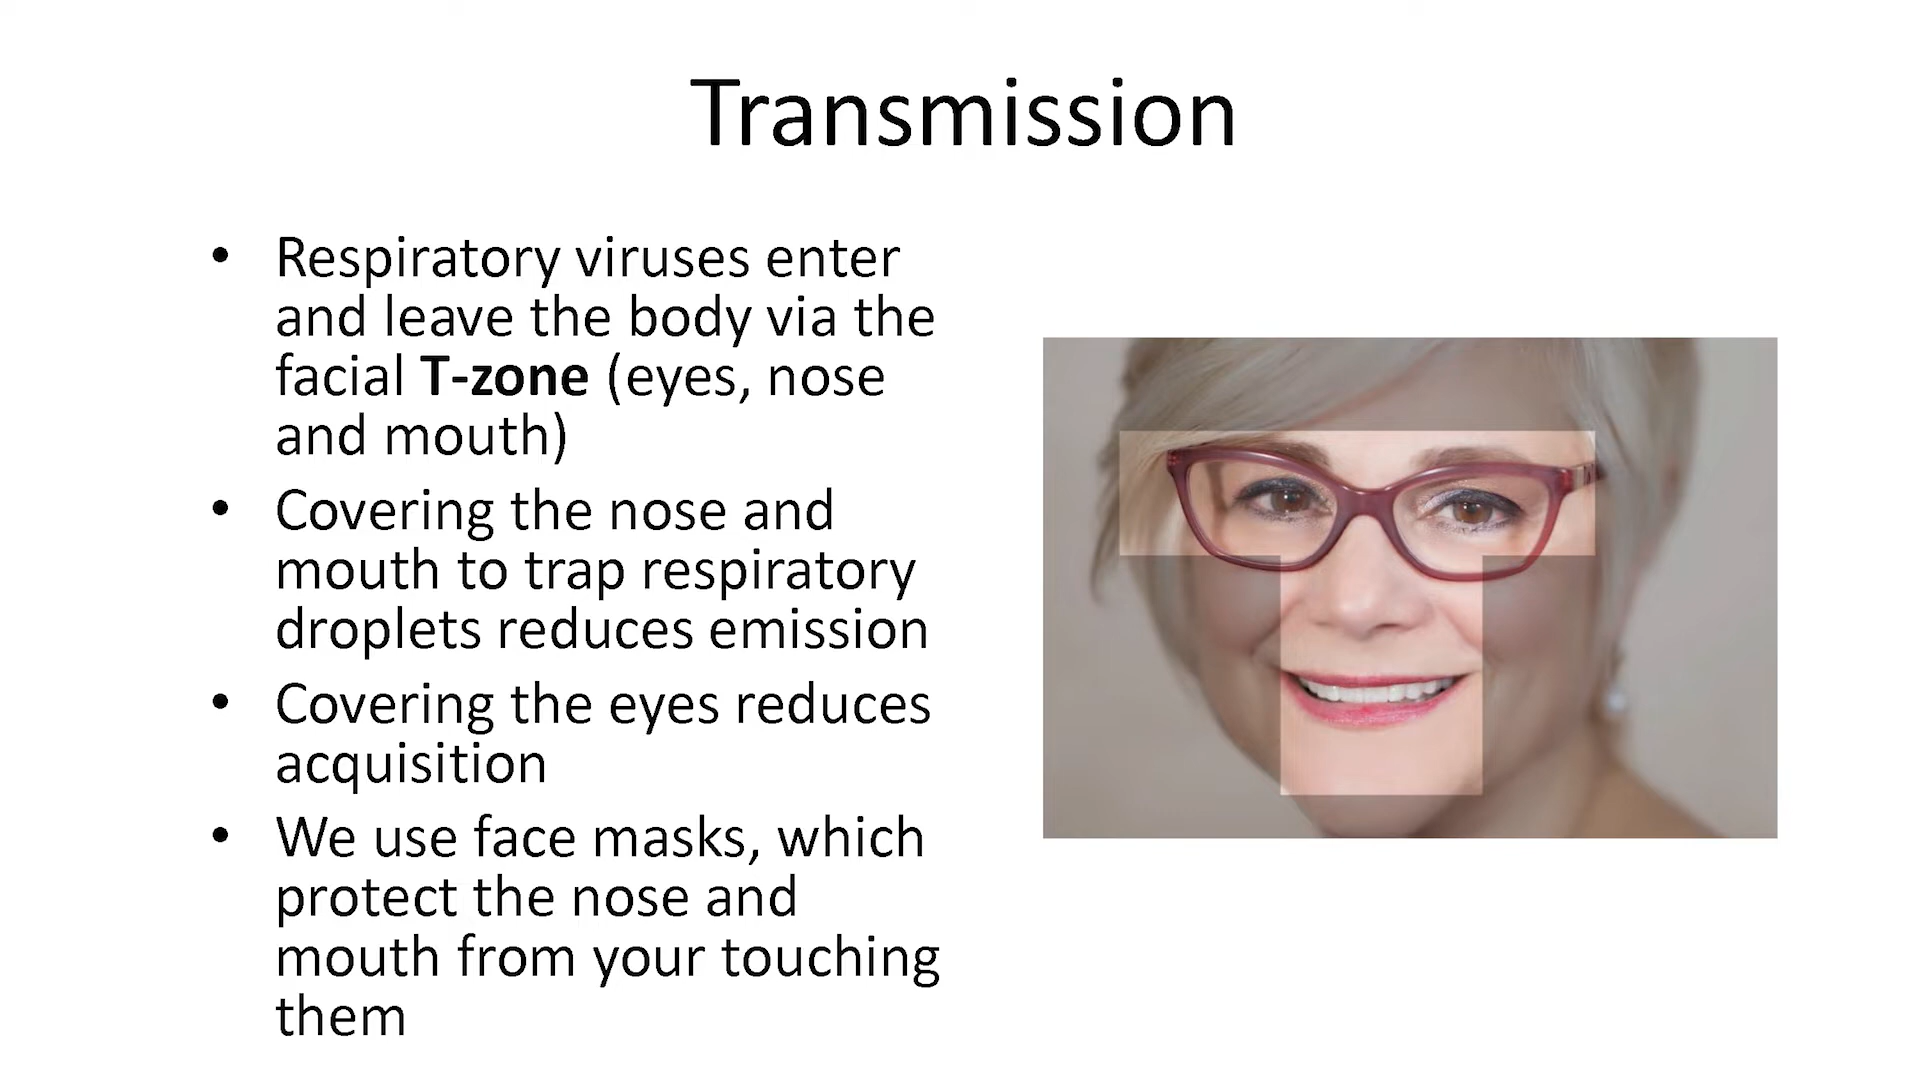 Transmission
• Respiratory viruses enter
and leave the body via the
facial T-zone (eyes, nose
and mouth)
• Covering the nose and
mouth to trap respiratory
droplets reduces emission
• Covering the eyes reduces
acquisition
• We use face masks, which
protect the nose and
mouth from your touching
them